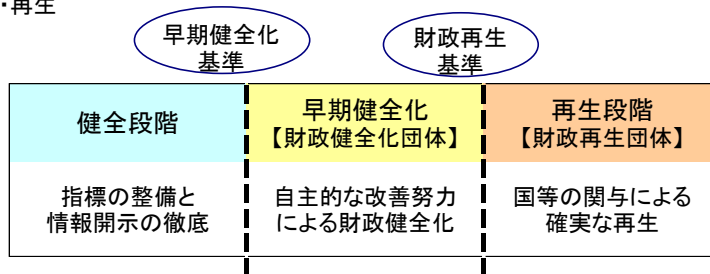 ・再生
早期健全化
基準
財政再生
基準
健全段階
早期健全化
【財政健全化団体】
再生段階
【財政再生団体】
指標の整備と
情報開示の徹底
自主的な改善努力
による財政健全化
国等の関与による
確実な再生